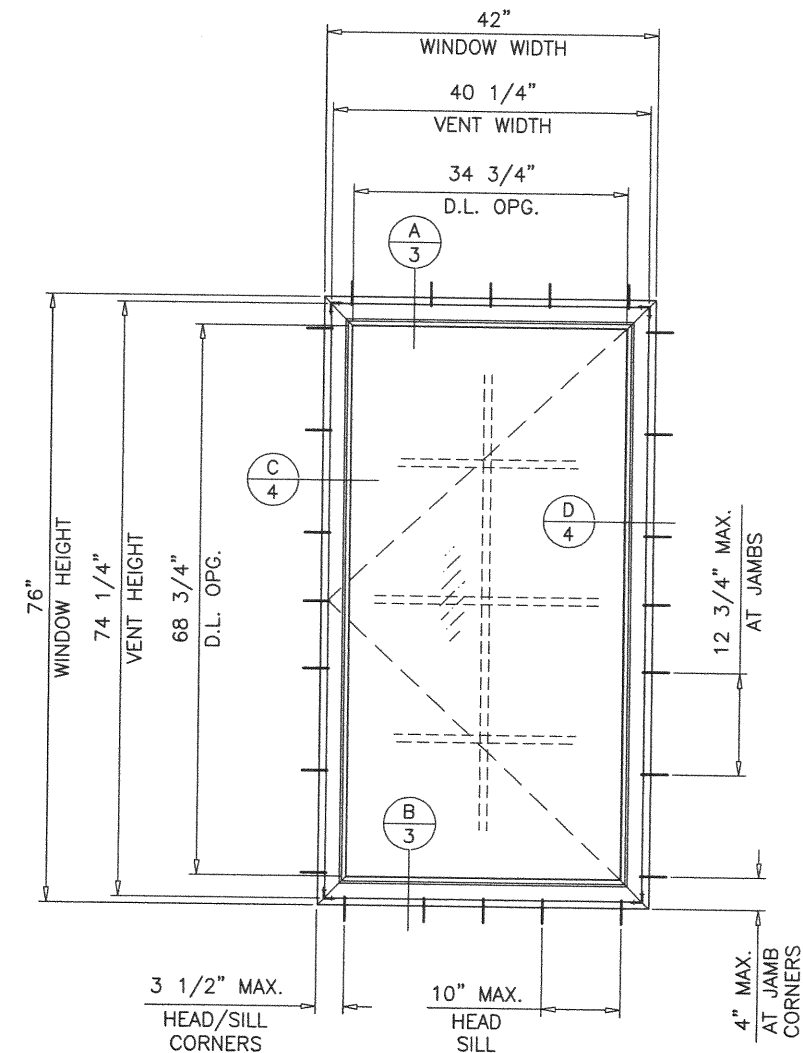 42"
WINDOW WIDTH
40 1/4"
VENT WIDTH
34 3/4"
D.L. OPG.
A
3
C
4
D
4
76"
WINDOW HEIGHT
74 1/4"
VENT HEIGHT
68 3/4"
D.L. OPG.
12 3/4" MAX.
AT JAMBS
B
3
3 1/2" MAX.
HEAD/SILL
CORNERS
10" MAX.
HEAD
SILL
4" MAX.
AT JAMB
CORNERS